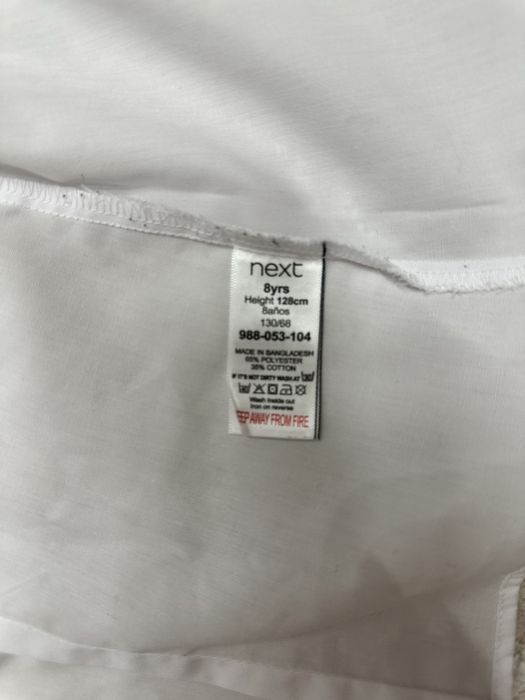 next
8yrs
Height 128cm
8años
130/68
988-053-104
MADE IN BANGLADESH
65% POLYESTER
35% COTTON
IF IT'S NOT DIRTY WASH AT
Wash inside out
Iron on reverse
EEP AWAY FROM FIRE